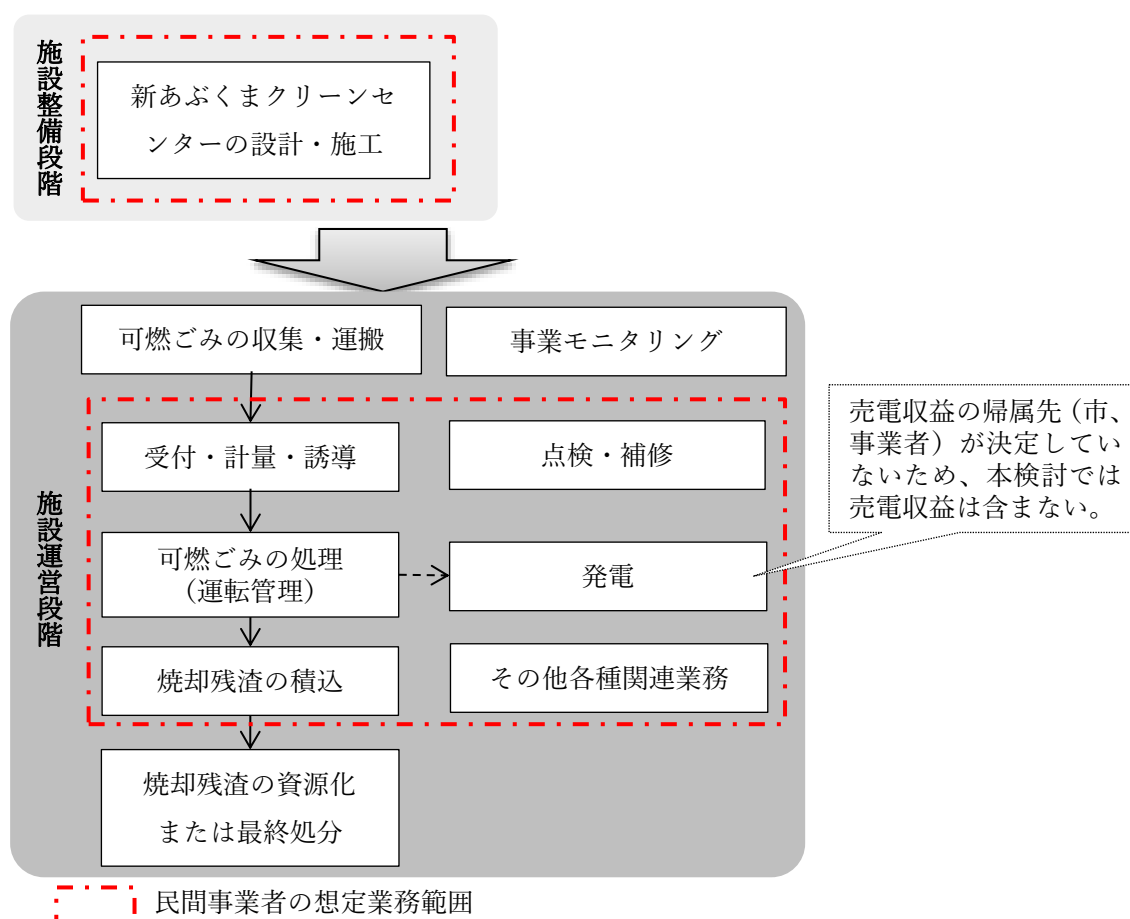 施設整備段階
新あぶくまクリーンセ
ンターの設計・施工
施設運営段階
可燃ごみの収集・運搬
事業モニタリング
受付・計量・誘導
点検・補修
可燃ごみの処理
（運転管理）
発電
焼却残渣の積込
その他各種関連業務
焼却残渣の資源化
または最終処分
売電収益の帰属先（市、
事業者）が決定してい
ないため、本検討では
売電収益は含まない。
民間事業者の想定業務範囲